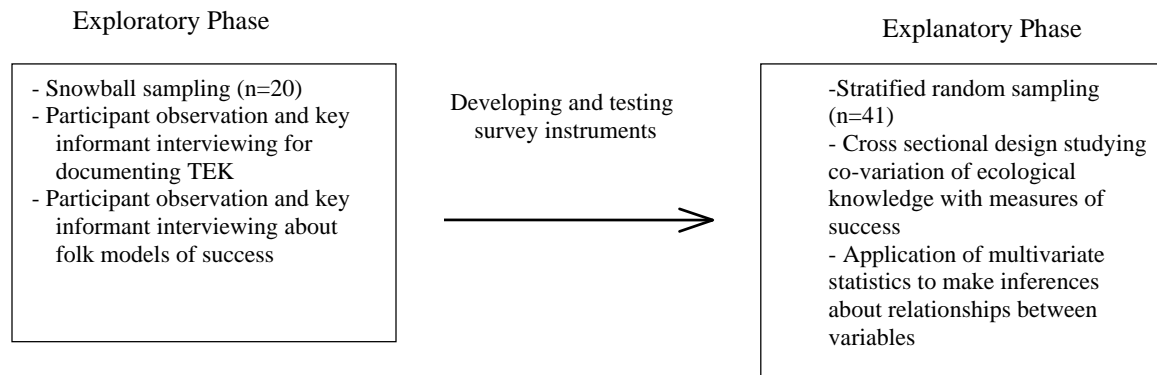 Exploratory Phase
- Snowball sampling (n=20)
- Participant observation and key
informant interviewing for
documenting TEK
- Participant observation and key
informant interviewing about
folk models of success
Developing and testing
survey instruments
Explanatory Phase
-Stratified random sampling
(n=41)
- Cross sectional design studying
co-variation of ecological
knowledge with measures of
success
- Application of multivariate
statistics to make inferences
about relationships between
variables